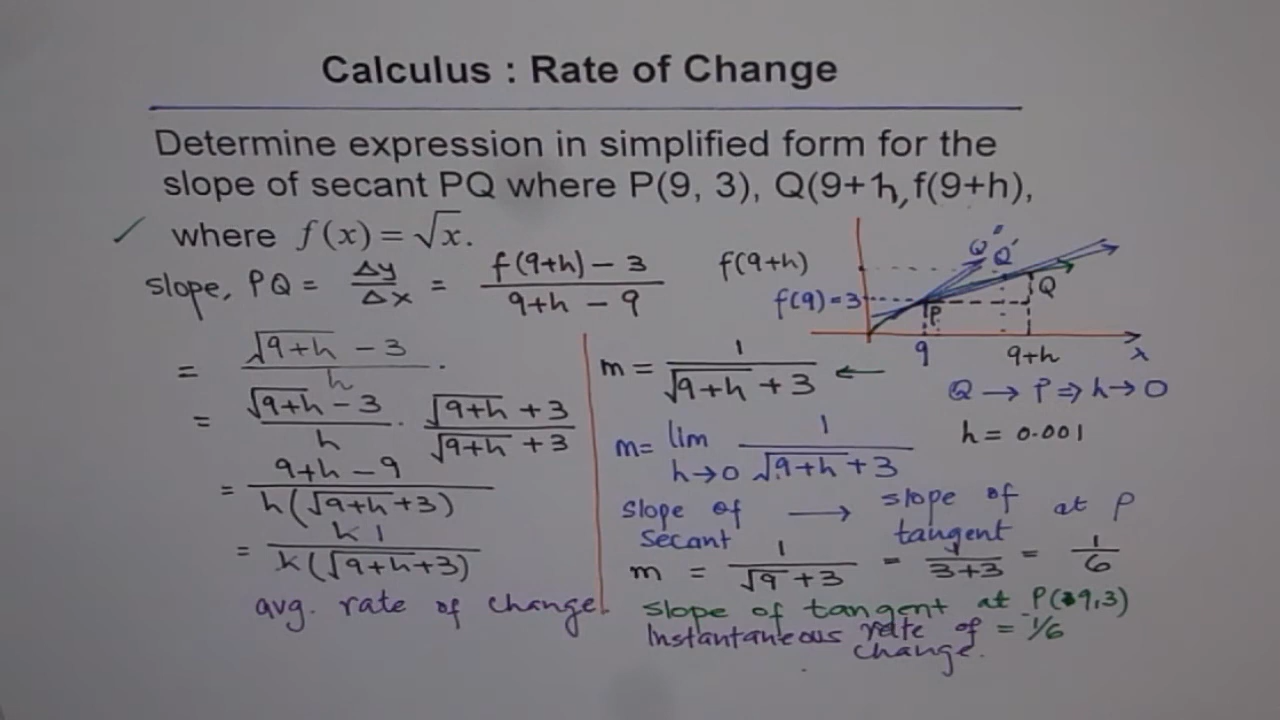 Calculus : Rate of Change
Determine expression in simplified form for the
slope of secant PQ where P(9, 3), Q(9+h, f(9+h),
✓ where f(x) = √x.
slope, PQ = Δy/Δx = (f(9+h) − 3)/(9+h − 9)
= (√(9+h) − 3)/h .
= (√(9+h) − 3)/h · (√(9+h) + 3)/(√(9+h) + 3)
= (9+h − 9)/(h(√(9+h) + 3))
= (h 1)/(h(√(9+h) + 3))
avg. rate of change.
f(9+h)
Q"
Q'
Q
f(9) = 3
P
9
9+h
x
m = 1/(√(9+h) + 3) ←
Q → P ⇒ h → 0
h = 0.001
m = lim h→0 1/(√(9+h) + 3)
slope of secant → slope of tangent at P
m = 1/(√9 + 3) = 1/(3+3) = 1/6
slope of tangent at P(9,3)
Instantaneous rate of = 1/6
change.